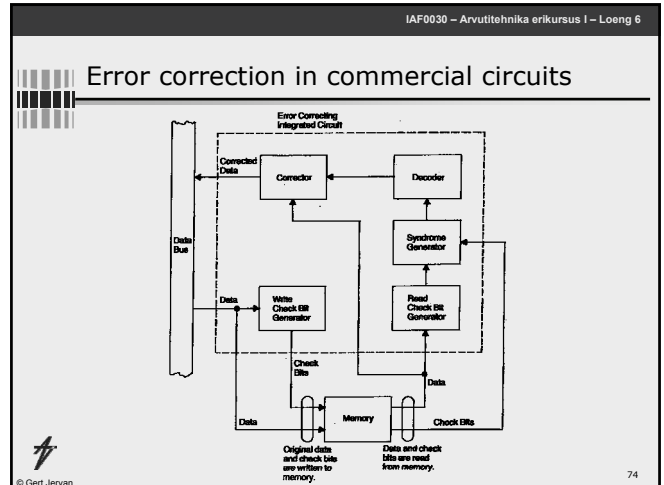 IAF0030 – Arvutitehnika erikursus I – Loeng 6
Error correction in commercial circuits
Error Correcting
Integrated Circuit
Corrected
Data
Corrector
Decoder
Syndrome
Generator
Data
Bus
Data
Write
Check Bit
Generator
Read
Check Bit
Generator
Check
Bits
Data
Data
Memory
Check Bits
Original data
and check bits
are written to
memory.
Data and check
bits are read
from memory.
© Gert Jervan
74